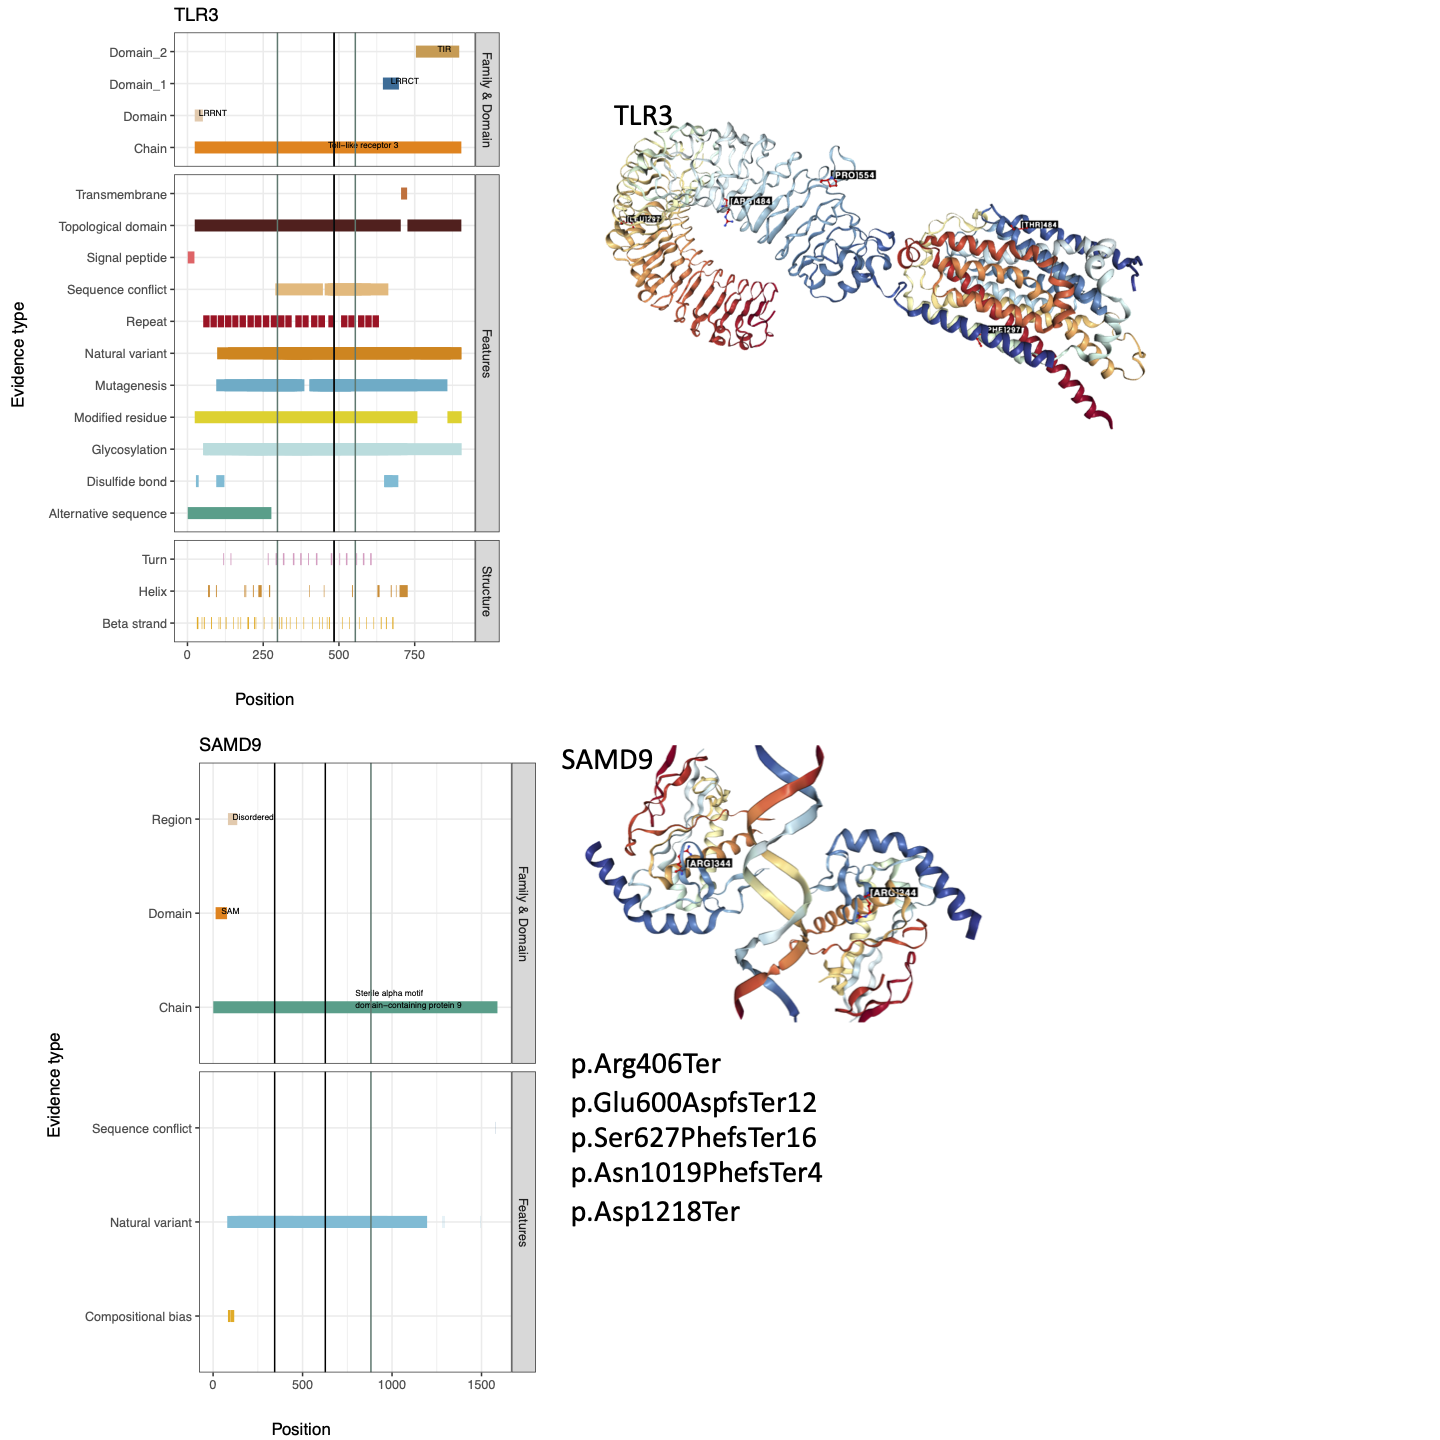 TLR3
Domain_2
TIR
Domain_1
LRRCT
Domain
LRRNT
Chain
Toll-like receptor 3
Family & Domain
Transmembrane
Topological domain
Signal peptide
Sequence conflict
Repeat
Natural variant
Mutagenesis
Modified residue
Glycosylation
Disulfide bond
Alternative sequence
Features
Turn
Helix
Beta strand
Structure
0 250 500 750
Position
Evidence type
TLR3
[PRO]554
[ARG]484
[LEU]297
[THR]484
[PHE]297
SAMD9
Region
Disordered
Domain
SAM
Chain
Sterile alpha motif
domain-containing protein 9
Family & Domain
Sequence conflict
Natural variant
Compositional bias
Features
0 500 1000 1500
Position
Evidence type
SAMD9
[ARG]344
[ARG]344
p.Arg406Ter
p.Glu600AspfsTer12
p.Ser627PhefsTer16
p.Asn1019PhefsTer4
p.Asp1218Ter